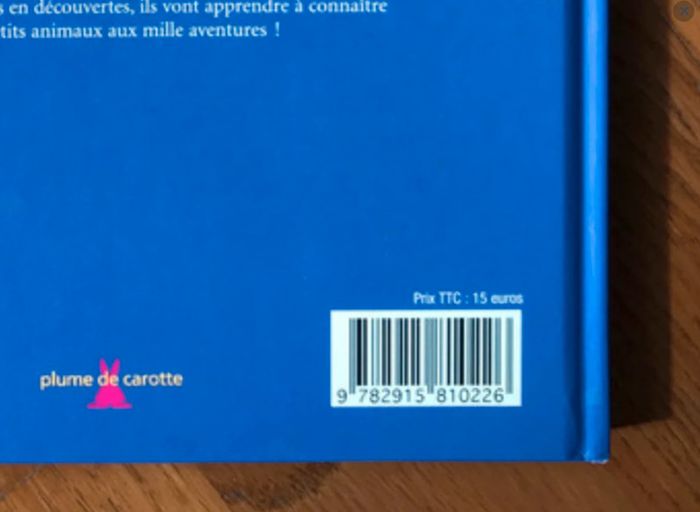 en découvertes, ils vont apprendre à connaître
tits animaux aux mille aventures !
Prix TTC : 15 euros
plume de carotte
9 782915 810226